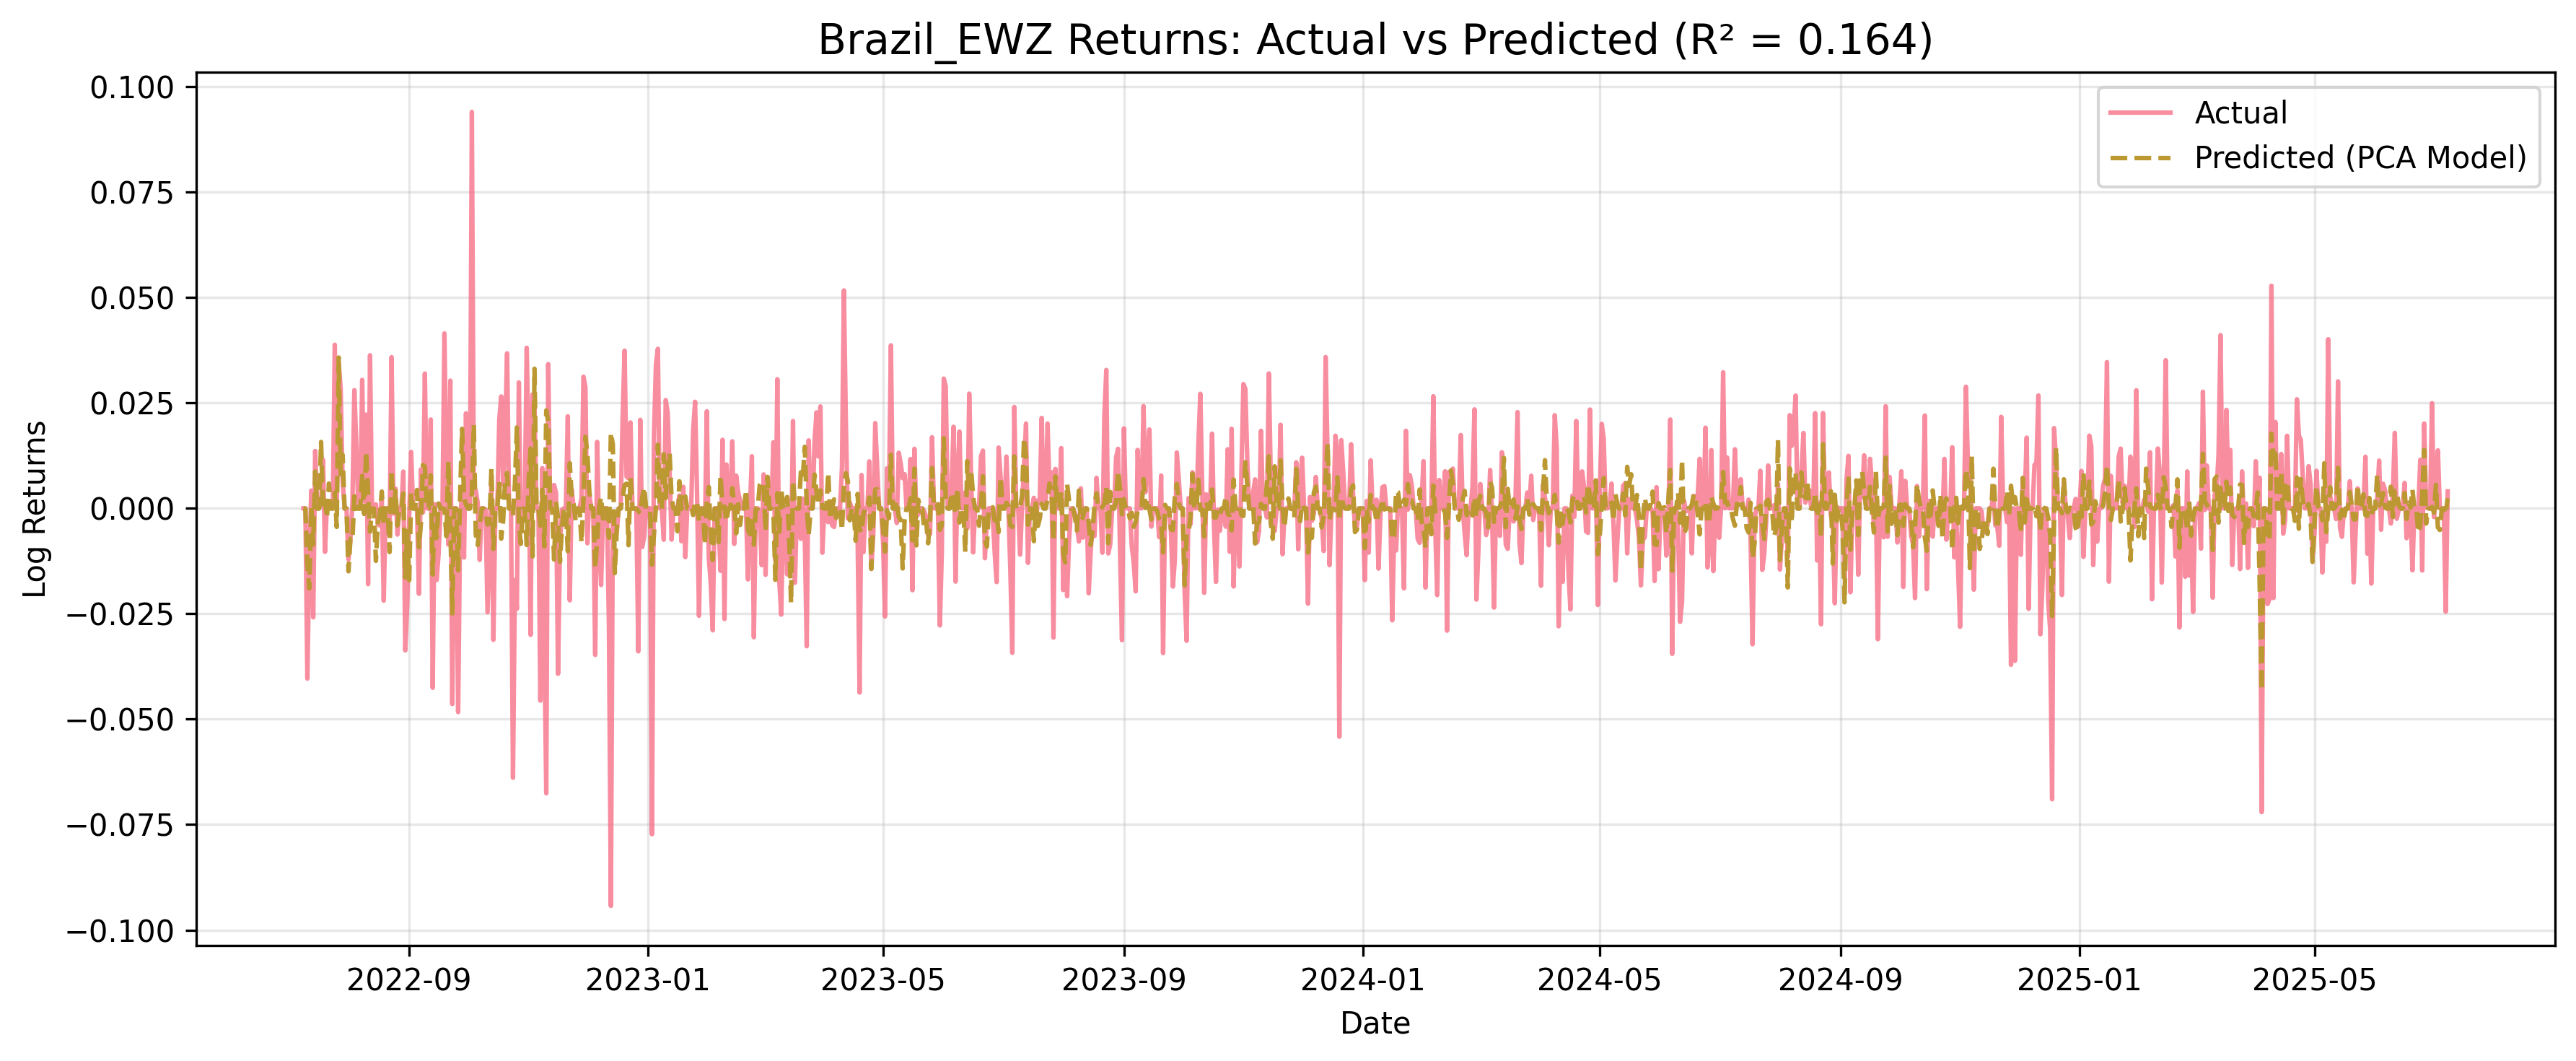 Brazil_EWZ Returns: Actual vs Predicted (R² = 0.164)
Actual
Predicted (PCA Model)
Log Returns
0.100
0.075
0.050
0.025
0.000
−0.025
−0.050
−0.075
−0.100
2022-09 2023-01 2023-05 2023-09 2024-01 2024-05 2024-09 2025-01 2025-05
Date